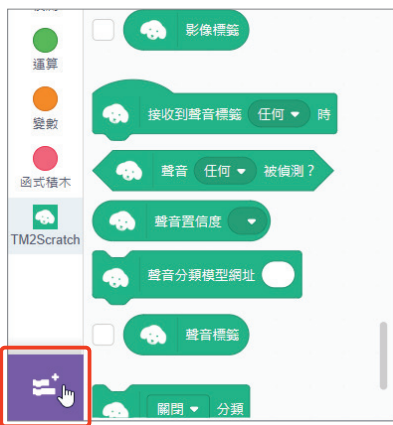 影像標籤
運算
變數
接收到聲音標籤 任何 時
函式積木
聲音 任何 被偵測？
TM2Scratch
聲音置信度
聲音分類模型網址
聲音標籤
關閉 分類